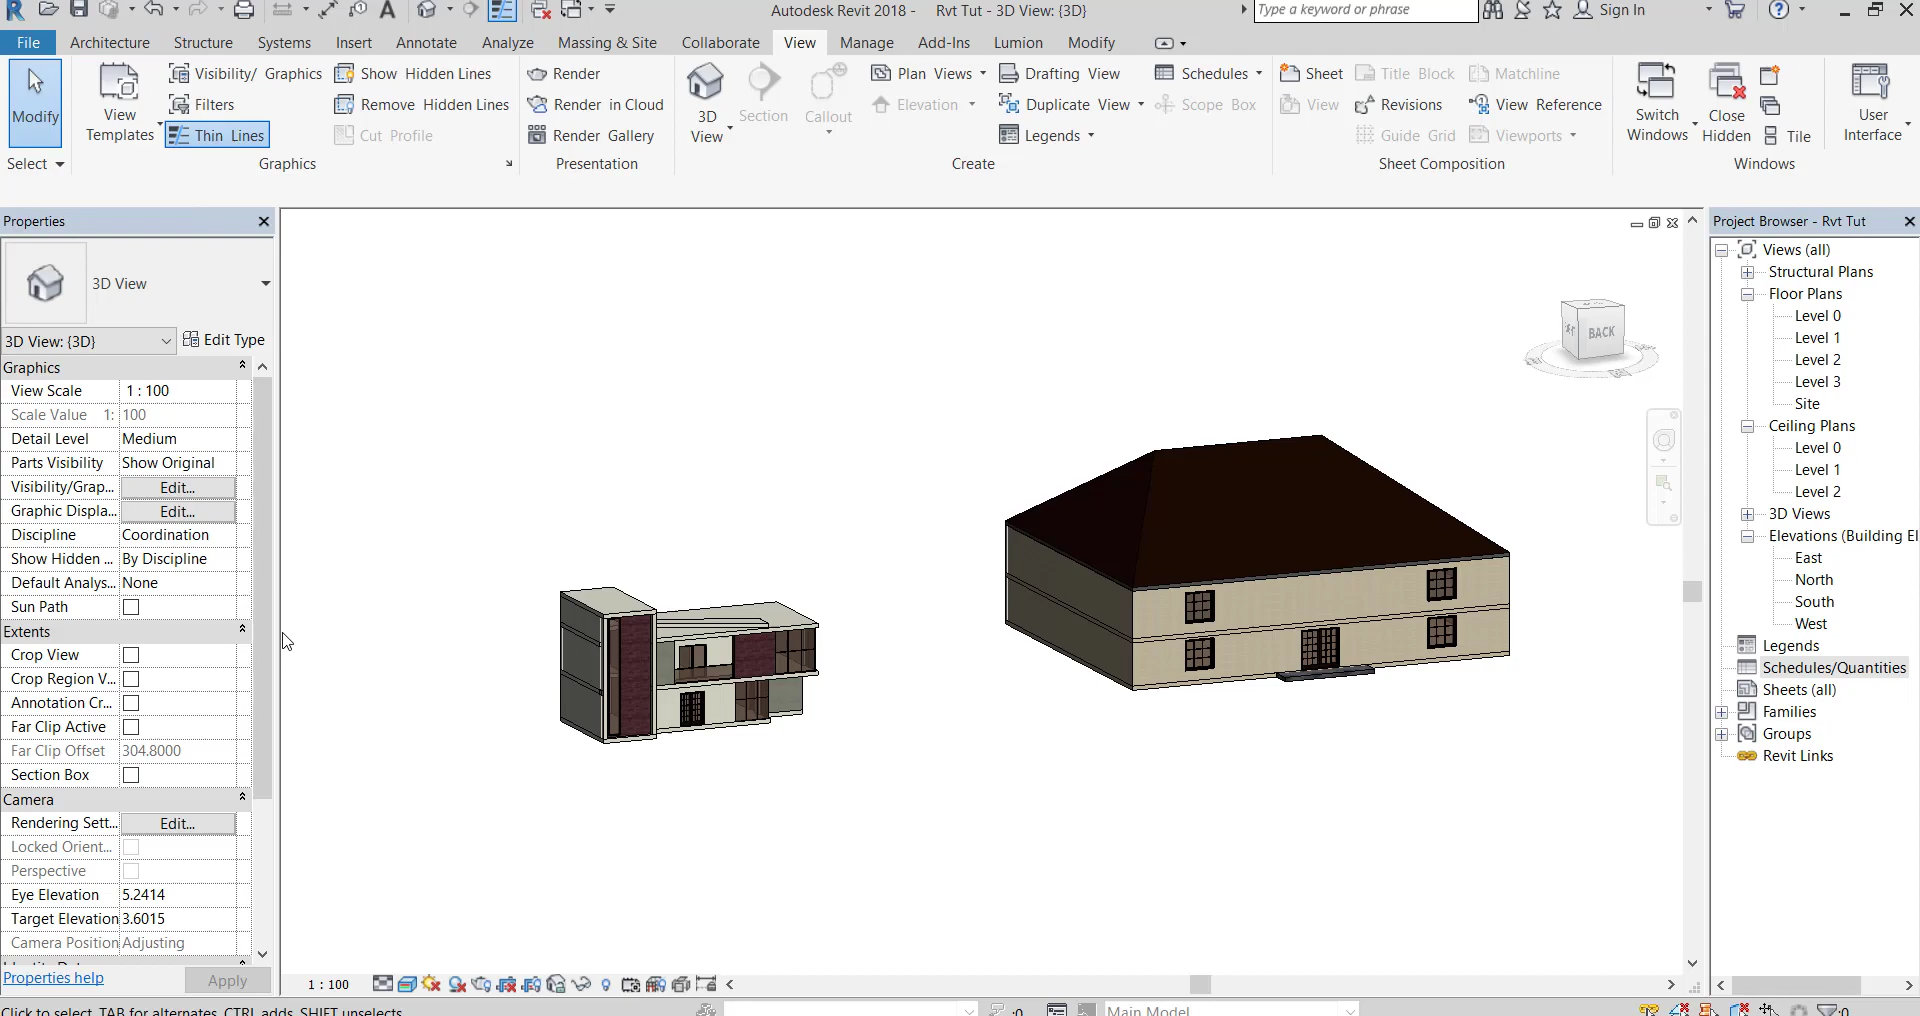 Autodesk Revit 2018 - Rvt Tut - 3D View: {3D}
Type a keyword or phrase
Sign In
File Architecture Structure Systems Insert Annotate Analyze Massing & Site Collaborate View Manage Add-Ins Lumion Modify
Modify
Select
View
Templates
Visibility/ Graphics
Filters
Thin Lines
Show Hidden Lines
Remove Hidden Lines
Cut Profile
Graphics
Render
Render in Cloud
Render Gallery
Presentation
3D
View
Section
Callout
Plan Views
Elevation
Drafting View
Duplicate View
Legends
Schedules
Scope Box
Create
Sheet
View
Title Block
Revisions
Guide Grid
Matchline
View Reference
Viewports
Sheet Composition
Switch
Windows
Close
Hidden
Tile
Windows
User
Interface
Properties
3D View
3D View: {3D}
Edit Type
Graphics
View Scale 1 : 100
Scale Value 1: 100
Detail Level Medium
Parts Visibility Show Original
Visibility/Grap... Edit...
Graphic Displa... Edit...
Discipline Coordination
Show Hidden ... By Discipline
Default Analys... None
Sun Path
Extents
Crop View
Crop Region V...
Annotation Cr...
Far Clip Active
Far Clip Offset 304.8000
Section Box
Camera
Rendering Sett... Edit...
Locked Orient...
Perspective
Eye Elevation 5.2414
Target Elevation 3.6015
Camera Position Adjusting
Properties help
Apply
BACK
1 : 100
Project Browser - Rvt Tut
Views (all)
Structural Plans
Floor Plans
Level 0
Level 1
Level 2
Level 3
Site
Ceiling Plans
Level 0
Level 1
Level 2
3D Views
Elevations (Building El
East
North
South
West
Legends
Schedules/Quantities
Sheets (all)
Families
Groups
Revit Links
Click to select, TAB for alternates, CTRL adds, SHIFT unselects.
:0
Main Model
:0